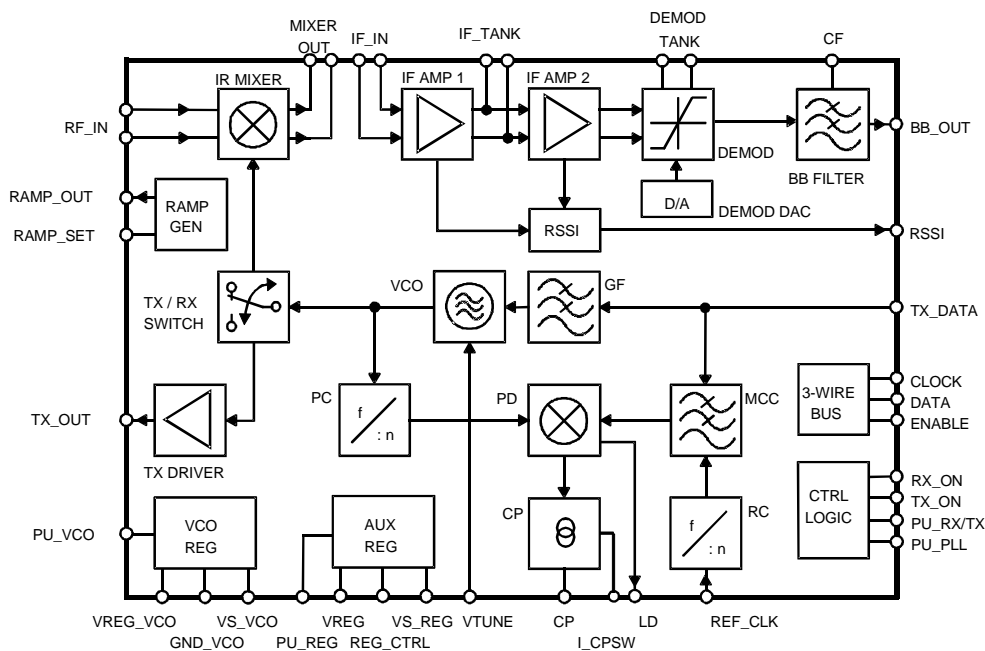 MIXER
OUT
IF_IN
IF_TANK
DEMOD
TANK
CF
IR MIXER
IF AMP 1
IF AMP 2
RF_IN
DEMOD
BB FILTER
BB_OUT
RAMP_OUT
RAMP
GEN
RAMP_SET
D/A
DEMOD DAC
RSSI
RSSI
TX / RX
SWITCH
VCO
GF
TX_DATA
TX_OUT
TX DRIVER
PC
f
: n
PD
MCC
3-WIRE
BUS
CLOCK
DATA
ENABLE
PU_VCO
VCO
REG
AUX
REG
CP
f
: n
RC
CTRL
LOGIC
RX_ON
TX_ON
PU_RX/TX
PU_PLL
VREG_VCO
GND_VCO
VS_VCO
PU_REG
VREG
REG_CTRL
VS_REG
VTUNE
CP
I_CPSW
LD
REF_CLK